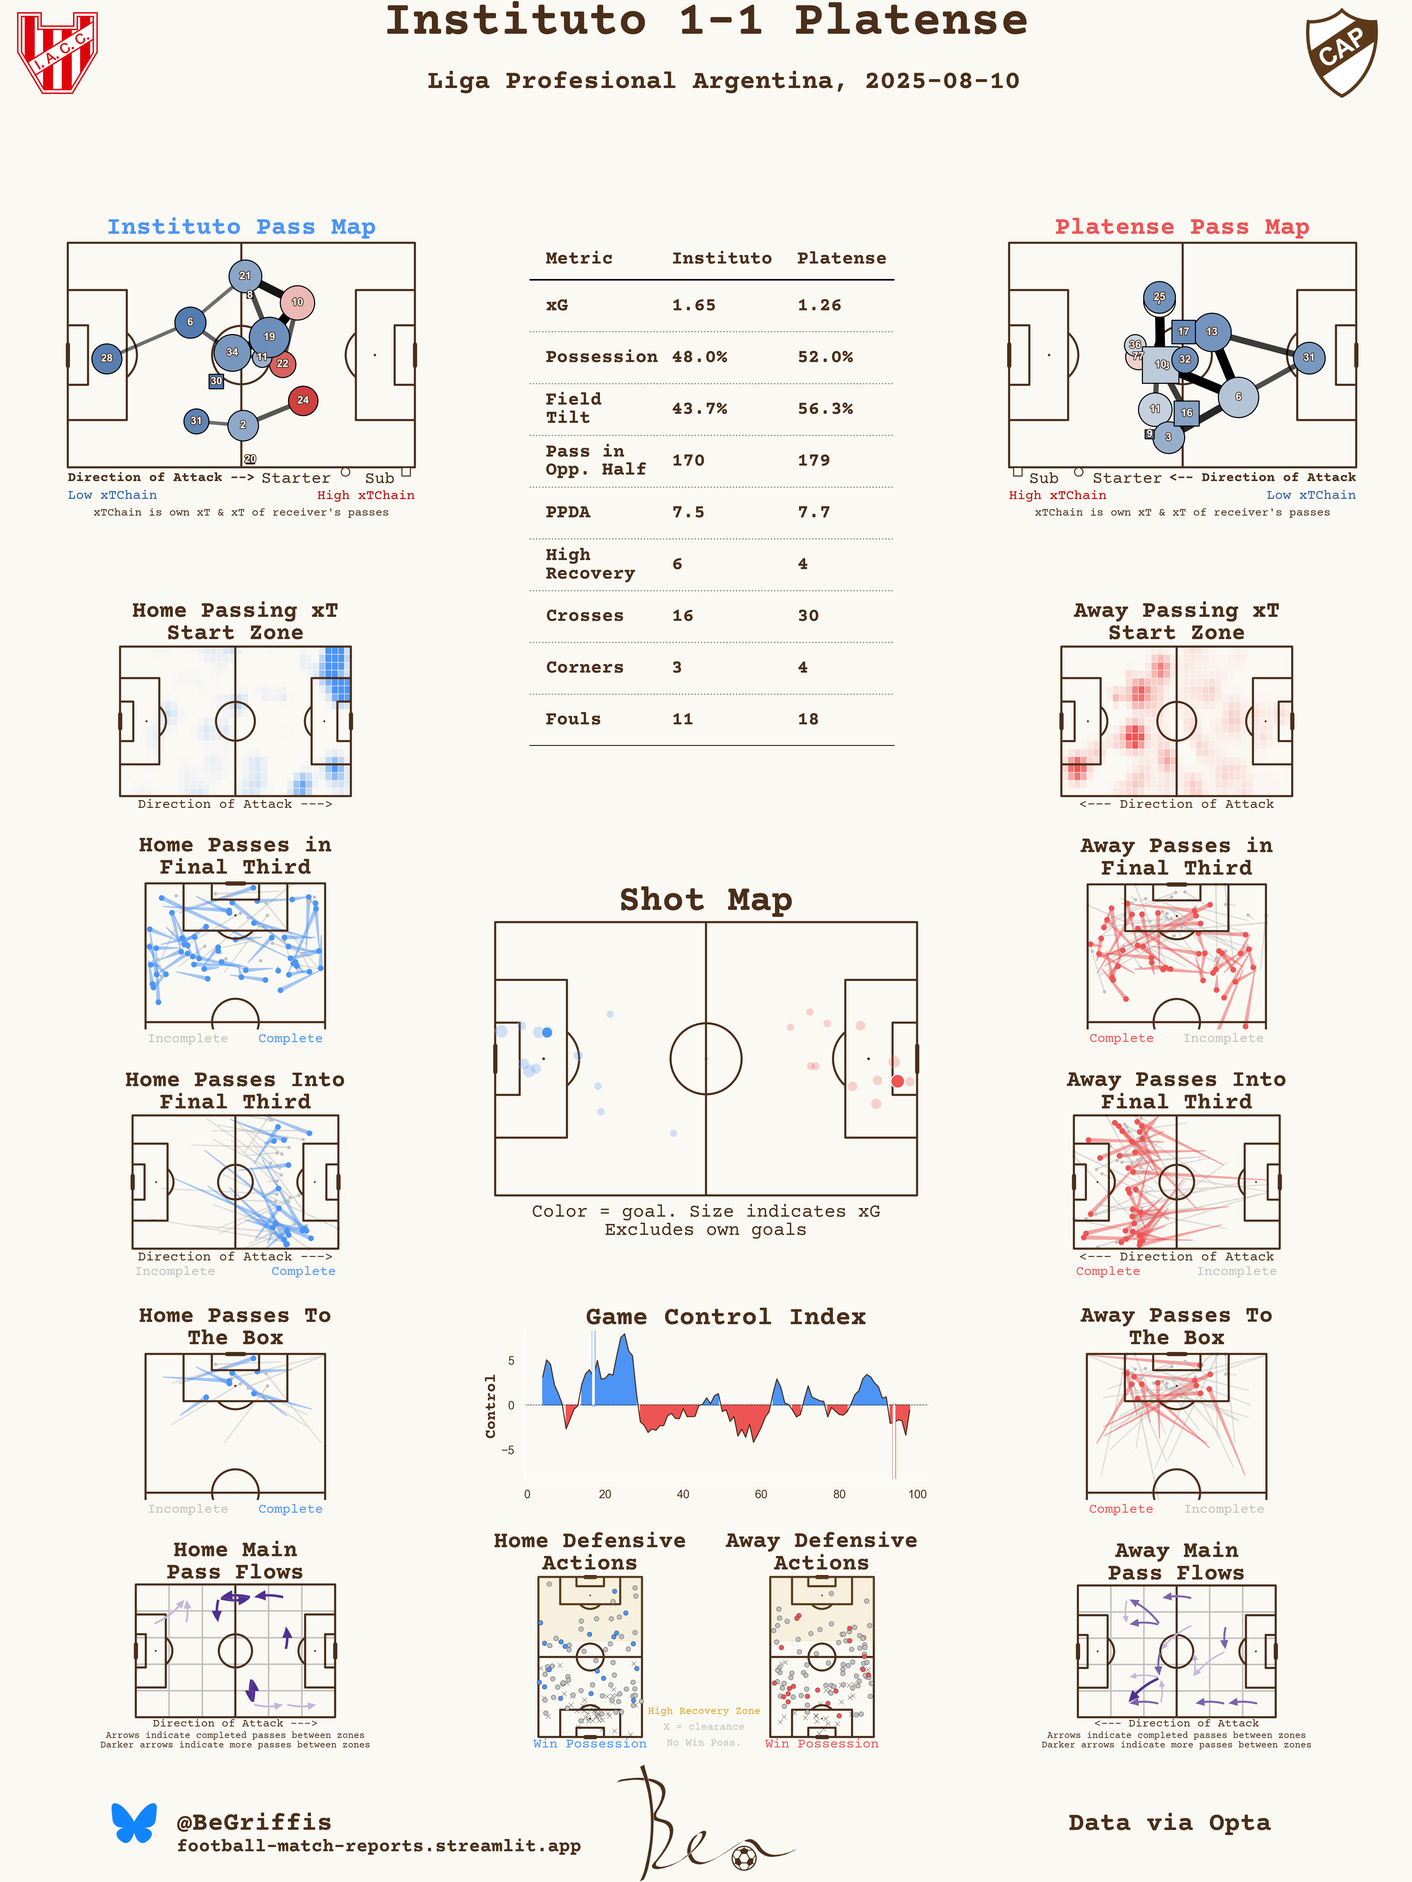 Instituto 1-1 Platense
Liga Profesional Argentina, 2025-08-10
I. A. C. C.
CAP
Instituto Pass Map
21
8
10
6
19
28
34
11
22
30
24
31
2
20
Direction of Attack --> Starter Sub
Low xTChain High xTChain
xTChain is own xT & xT of receiver's passes
Metric Instituto Platense
xG 1.65 1.26
Possession 48.0% 52.0%
Field
Tilt 43.7% 56.3%
Pass in
Opp. Half 170 179
PPDA 7.5 7.7
High
Recovery 6 4
Crosses 16 30
Corners 3 4
Fouls 11 18
Platense Pass Map
25
17
13
36
77
32
31
10
6
11
16
9
3
Sub Starter <-- Direction of Attack
High xTChain Low xTChain
xTChain is own xT & xT of receiver's passes
Home Passing xT
Start Zone
Direction of Attack --->
Away Passing xT
Start Zone
<--- Direction of Attack
Home Passes in
Final Third
Incomplete Complete
Shot Map
Color = goal. Size indicates xG
Excludes own goals
Away Passes in
Final Third
Complete Incomplete
Home Passes Into
Final Third
Direction of Attack --->
Incomplete Complete
Away Passes Into
Final Third
<--- Direction of Attack
Complete Incomplete
Home Passes To
The Box
Incomplete Complete
Game Control Index
Control
5
0
−5
0 20 40 60 80 100
Away Passes To
The Box
Complete Incomplete
Home Main
Pass Flows
Direction of Attack --->
Arrows indicate completed passes between zones
Darker arrows indicate more passes between zones
Home Defensive
Actions
Win Possession
High Recovery Zone
X = clearance
No Win Poss.
Away Defensive
Actions
Win Possession
Away Main
Pass Flows
<--- Direction of Attack
Arrows indicate completed passes between zones
Darker arrows indicate more passes between zones
@BeGriffis
football-match-reports.streamlit.app
Ben
Data via Opta